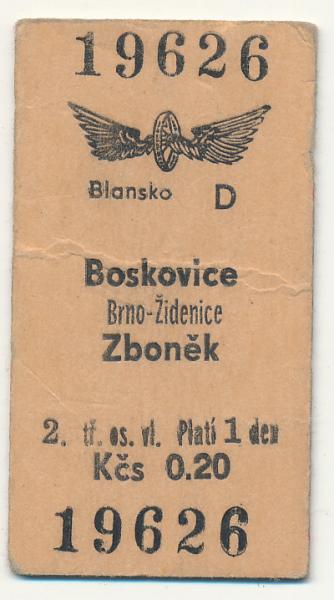 19626
Blansko D
Boskovice
Brno-Židenice
Zboněk
2. tř. os. vl. Platí 1 den
Kčs 0.20
19626